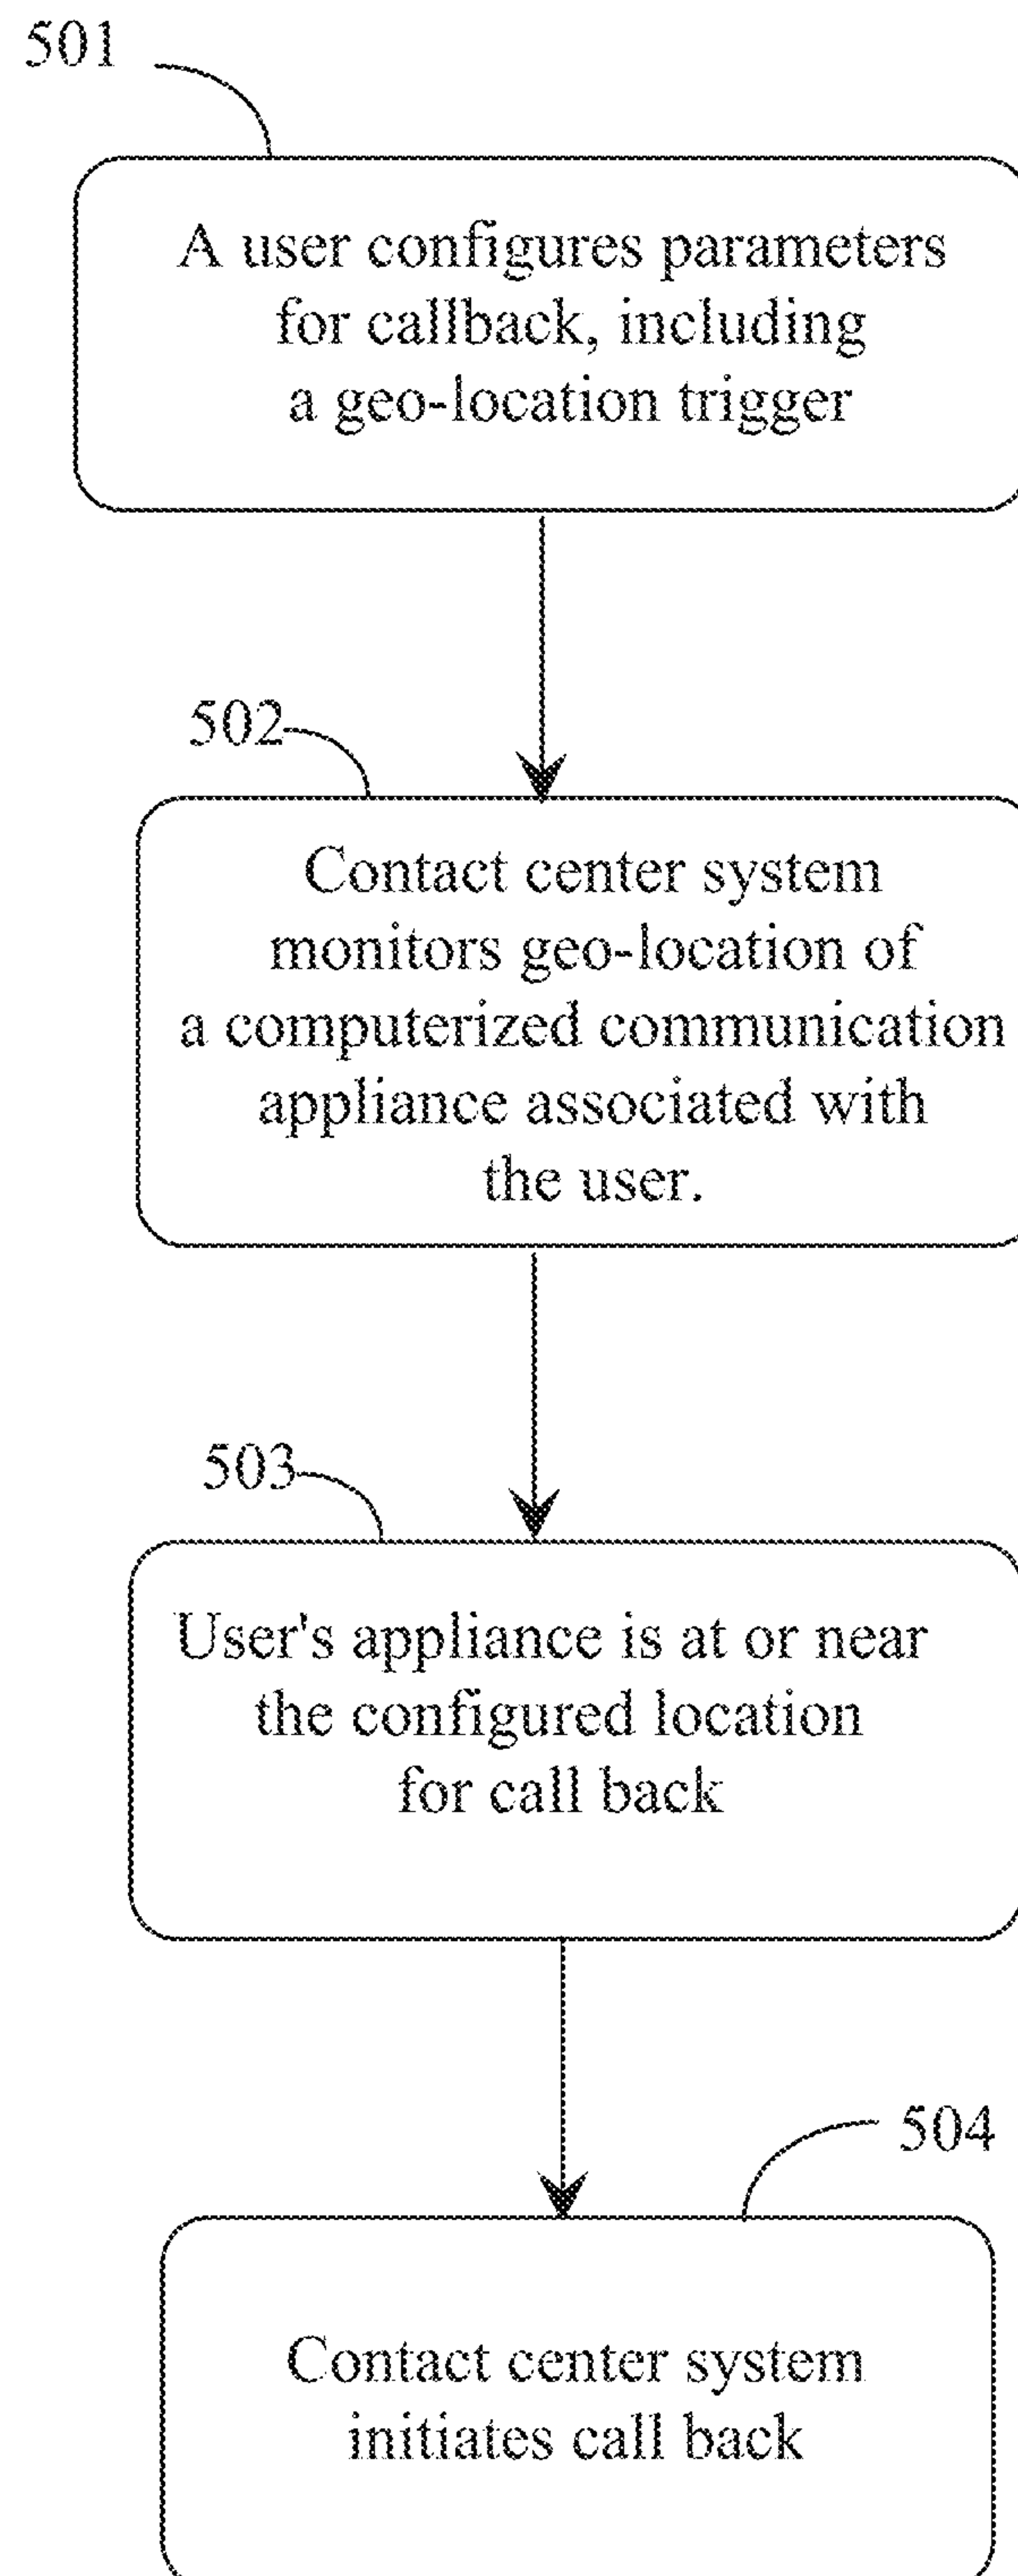 501
A user configures parameters
for callback, including
a geo-location trigger
502
Contact center system
monitors geo-location of
a computerized communication
appliance associated with
the user.
503
User's appliance is at or near
the configured location
for call back
504
Contact center system
initiates call back